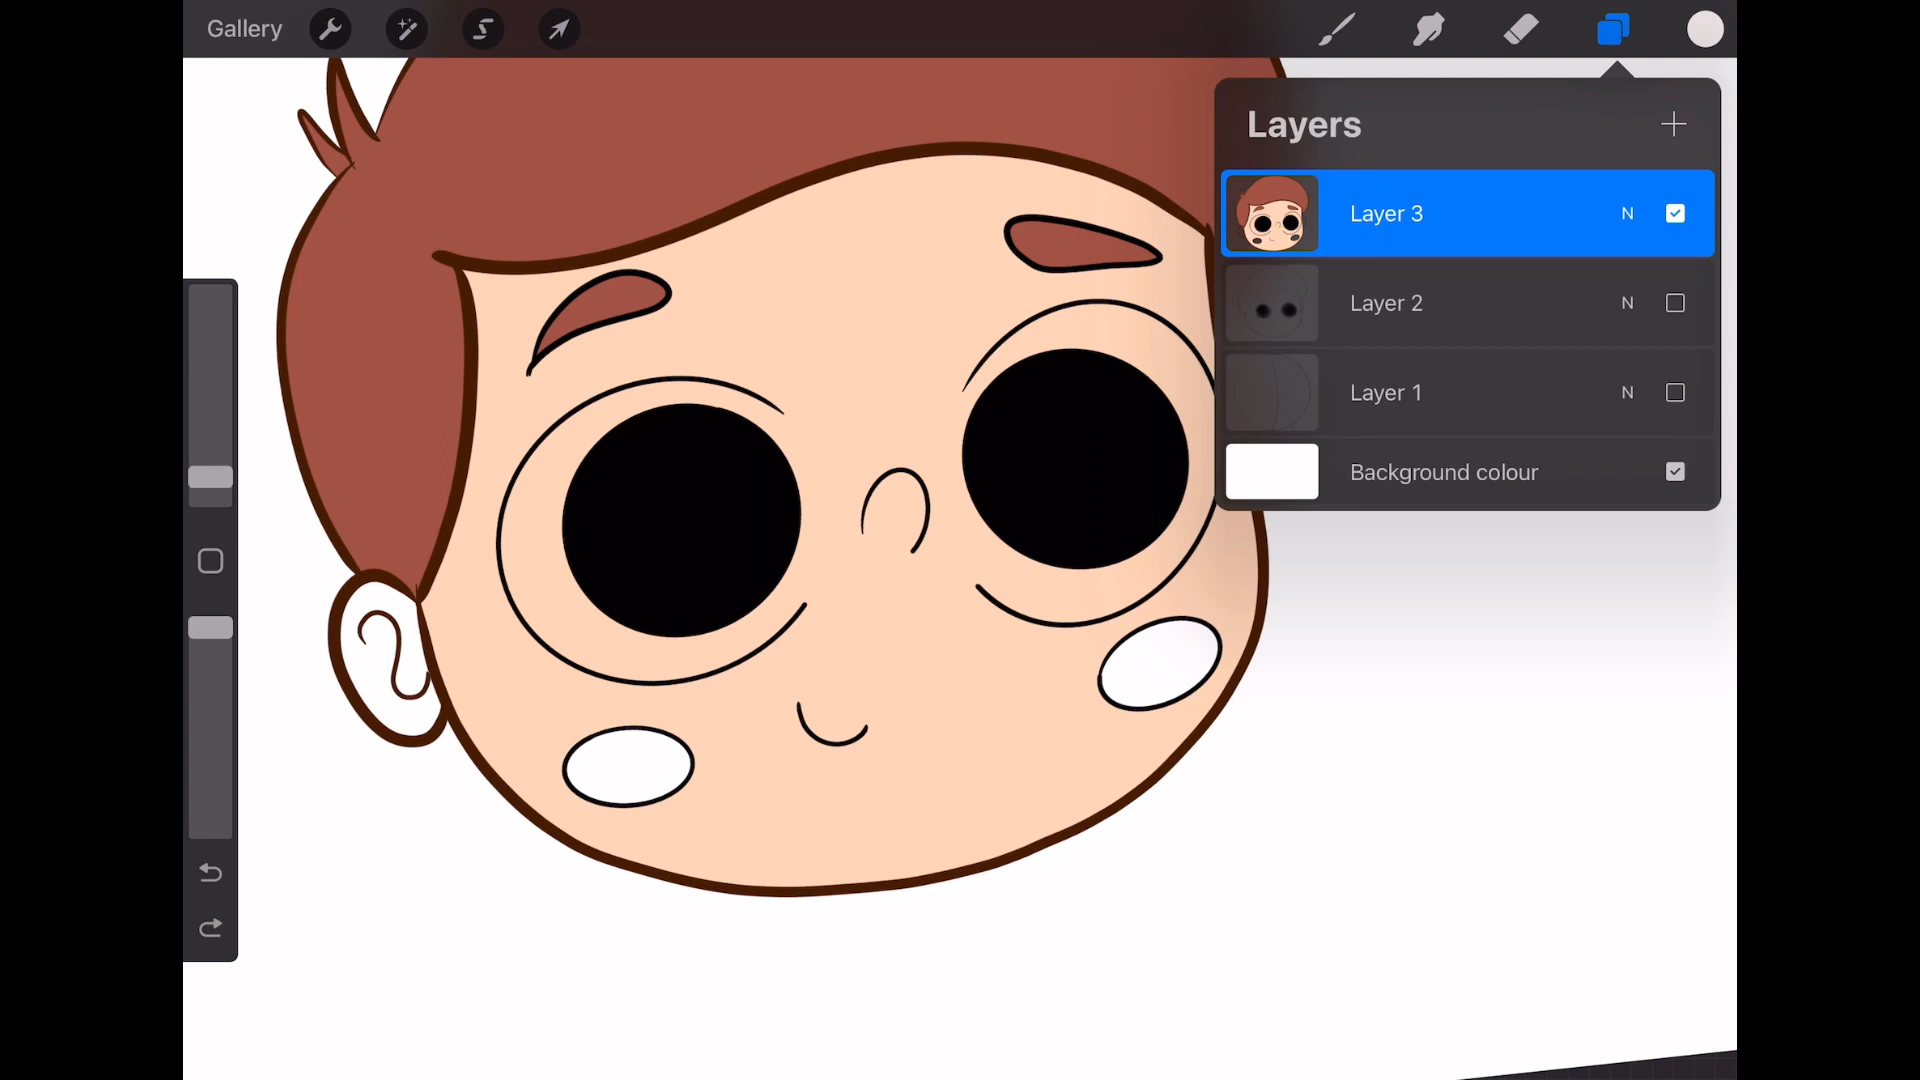 Gallery
Layers
Layer 3 N
Layer 2 N
Layer 1 N
Background colour